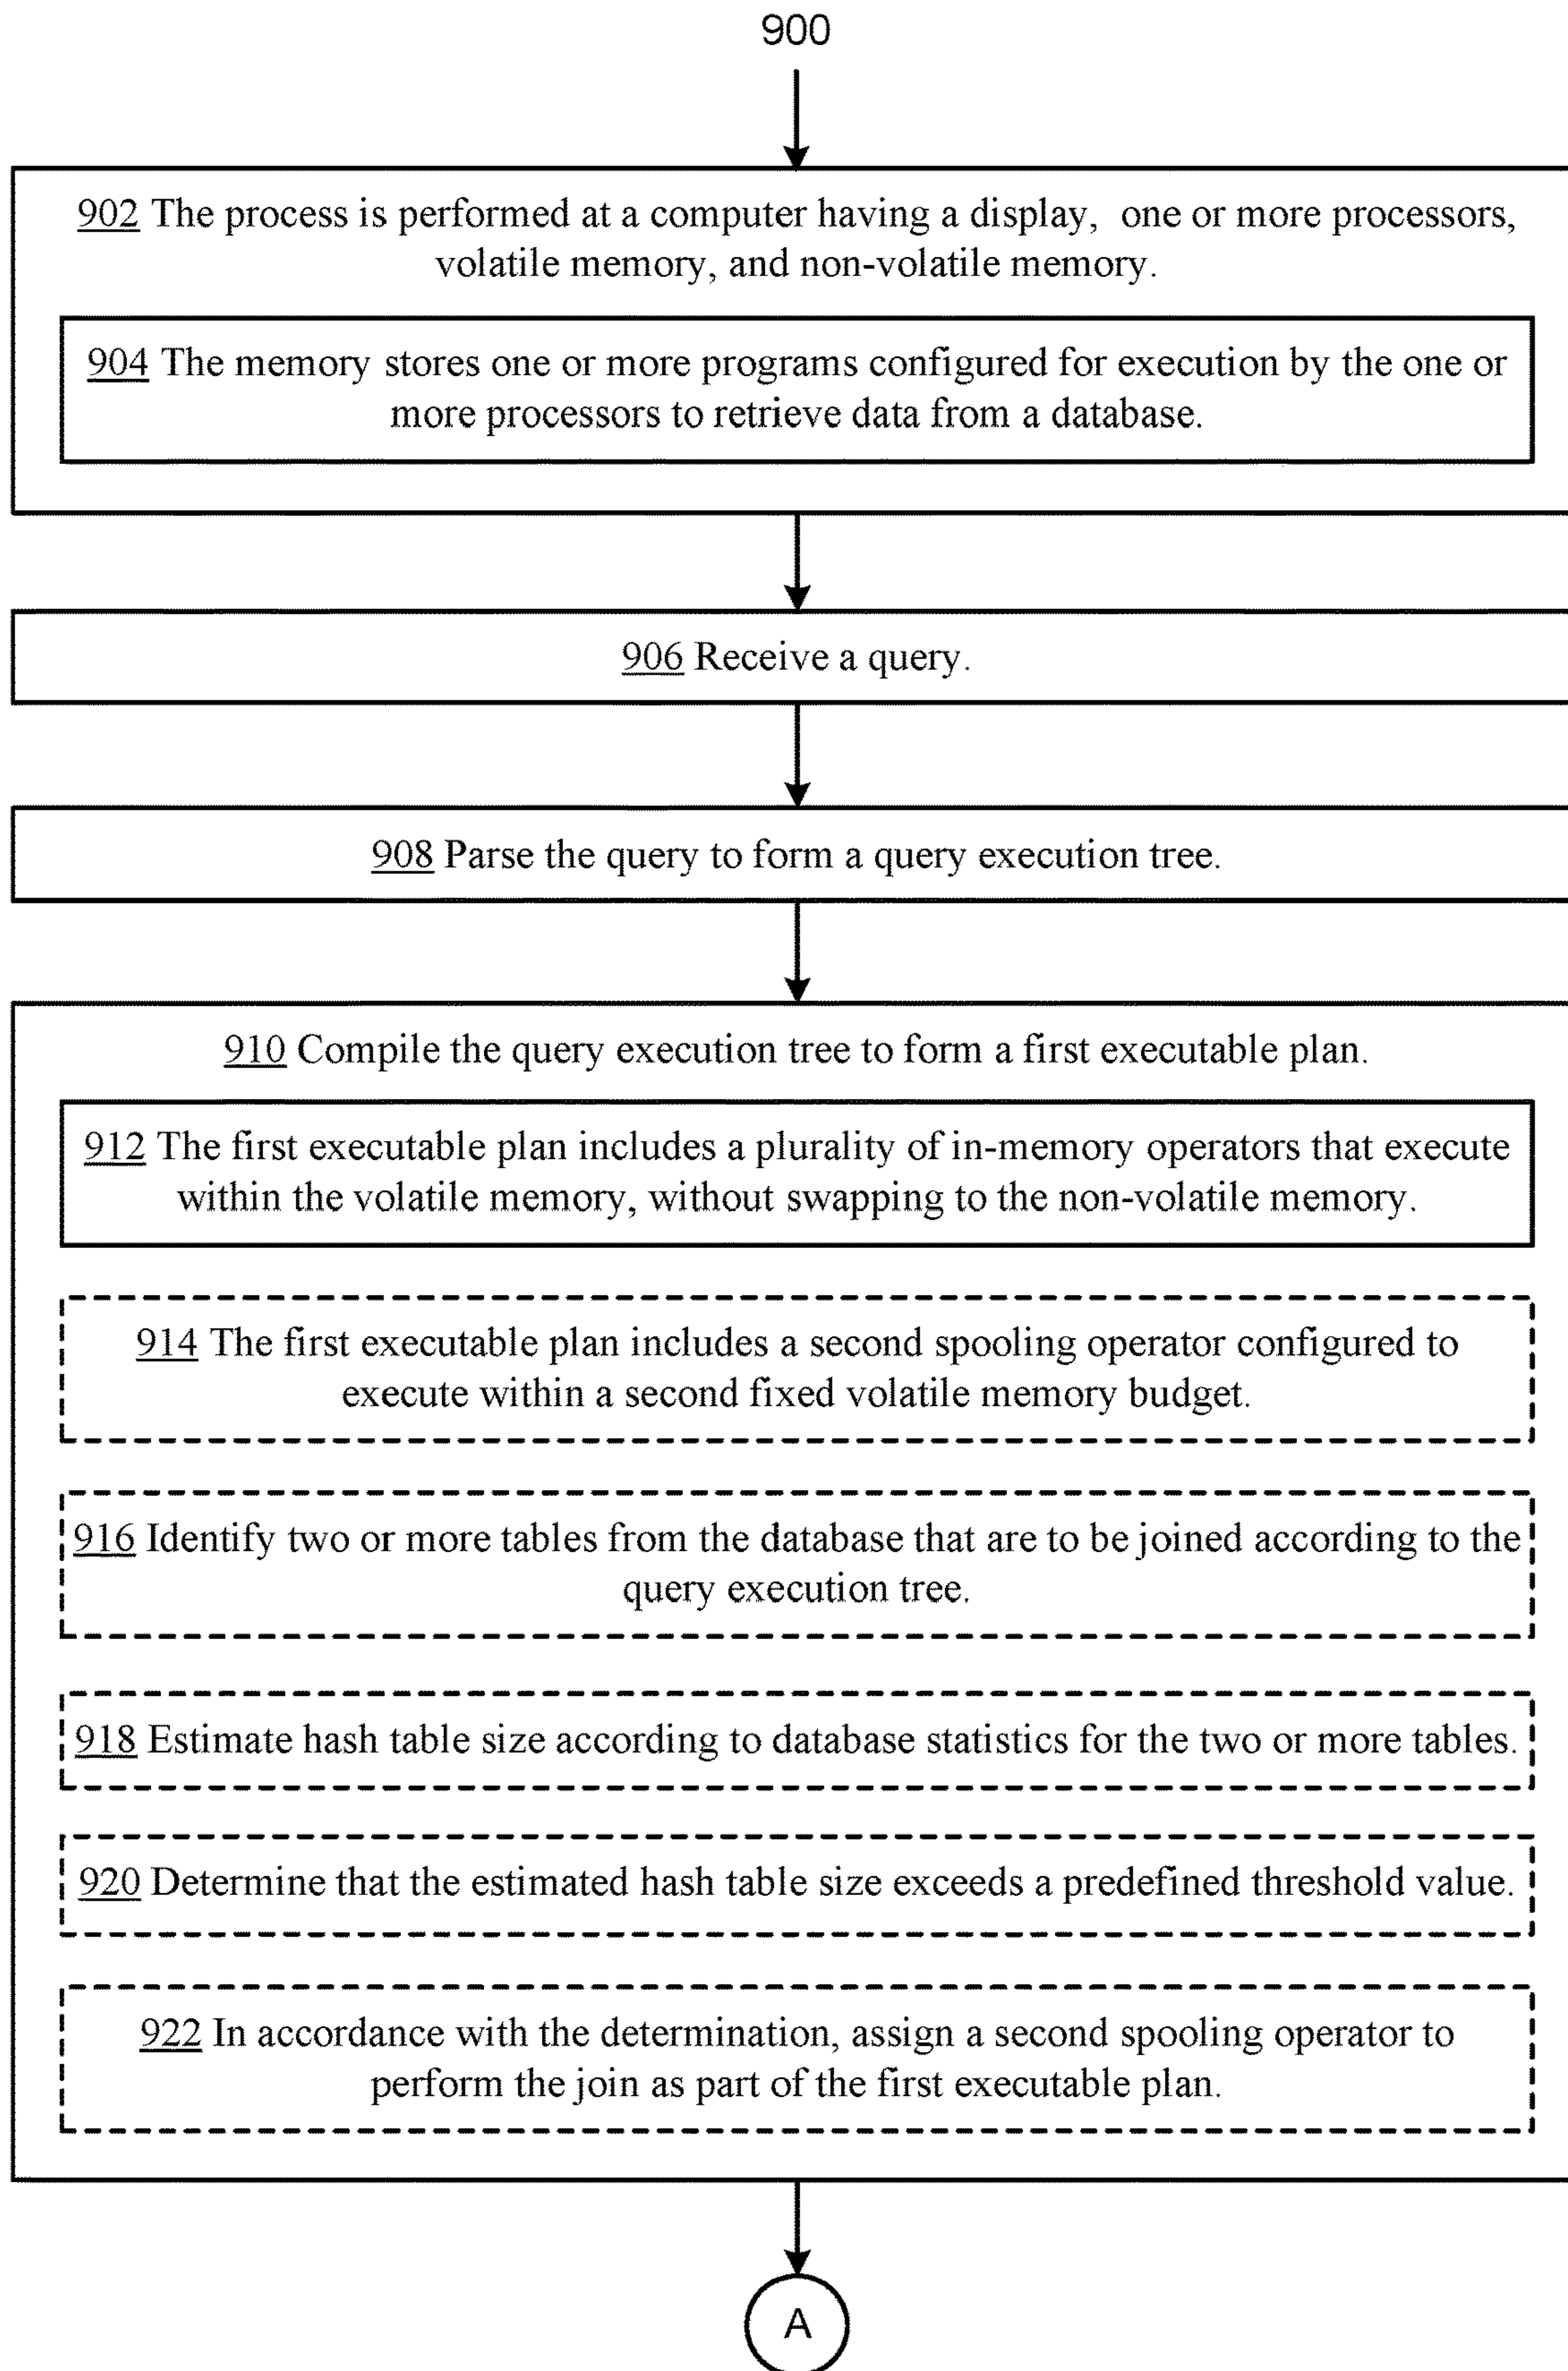 900
902 The process is performed at a computer having a display, one or more processors,
volatile memory, and non-volatile memory.
904 The memory stores one or more programs configured for execution by the one or
more processors to retrieve data from a database.
906 Receive a query.
908 Parse the query to form a query execution tree.
910 Compile the query execution tree to form a first executable plan.
912 The first executable plan includes a plurality of in-memory operators that execute
within the volatile memory, without swapping to the non-volatile memory.
914 The first executable plan includes a second spooling operator configured to
execute within a second fixed volatile memory budget.
916 Identify two or more tables from the database that are to be joined according to the
query execution tree.
918 Estimate hash table size according to database statistics for the two or more tables.
920 Determine that the estimated hash table size exceeds a predefined threshold value.
922 In accordance with the determination, assign a second spooling operator to
perform the join as part of the first executable plan.
A